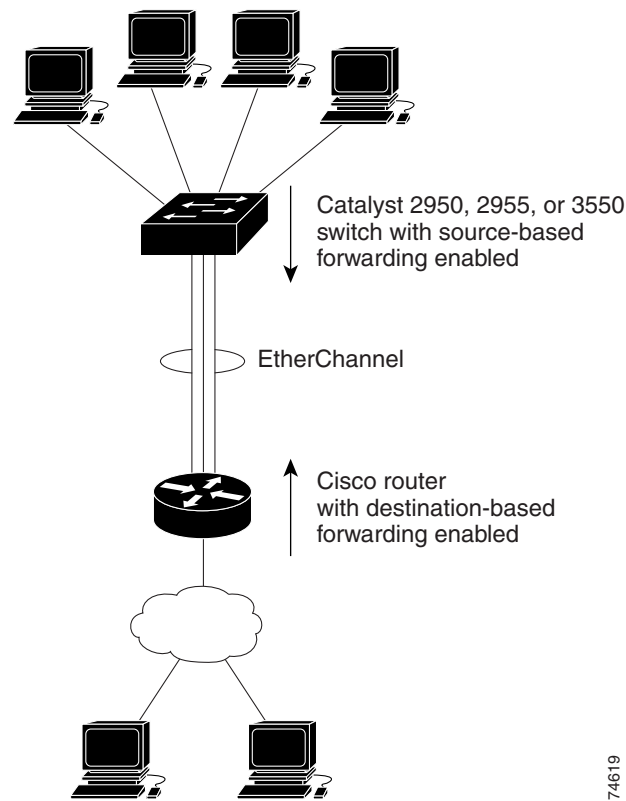 Catalyst 2950, 2955, or 3550
switch with source-based
forwarding enabled
EtherChannel
Cisco router
with destination-based
forwarding enabled
74619